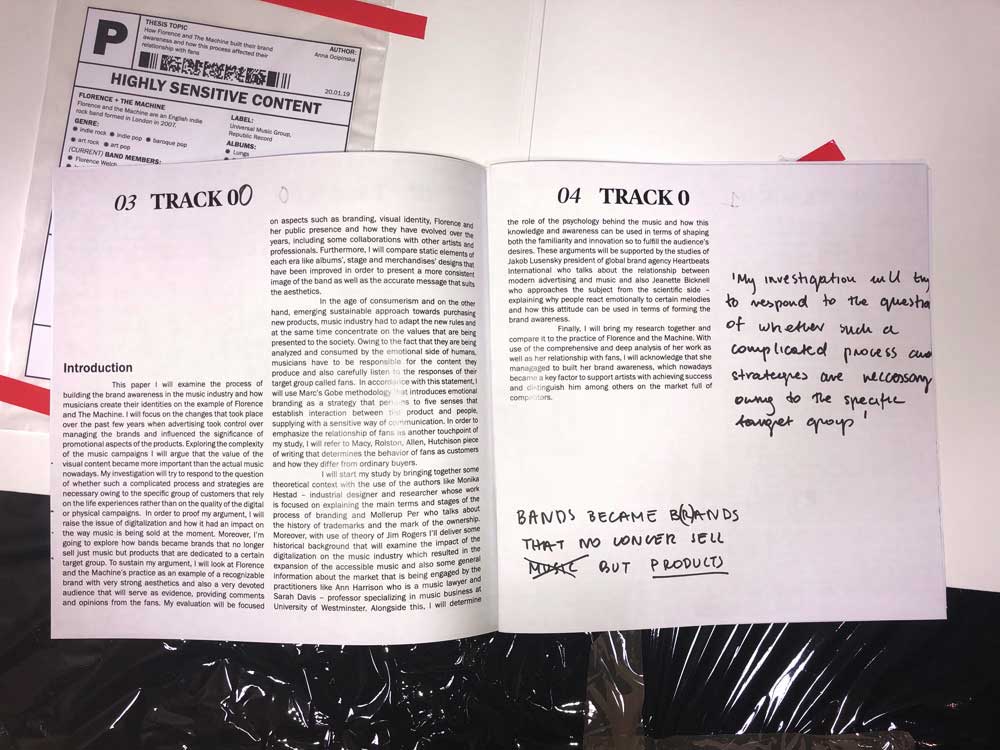 P
THESIS TOPIC
How Florence and The Machine built their brand
awareness and how this process affected their
relationship with fans
AUTHOR:
Anna Ocipinska
20.01.19
HIGHLY SENSITIVE CONTENT
FLORENCE + THE MACHINE
Florence and the Machine are an English indie
rock band formed in London in 2007.
GENRE:
indie rock indie pop baroque pop
art rock art pop
(CURRENT) BAND MEMBERS:
Florence Welch
LABEL:
Universal Music Group,
Republic Record
ALBUMS:
Lungs
03 TRACK 00 0
Introduction
This paper I will examine the process of
building the brand awareness in the music industry and how
musicians create their identities on the example of Florence
and The Machine. I will focus on the changes that took place
over the past few years when advertising took control over
managing the brands and influenced the significance of
promotional aspects of the products. Exploring the complexity
of the music campaigns I will argue that the value of the
visual content became more important than the actual music
nowadays. My investigation will try to respond to the question
of whether such a complicated process and strategies are
necessary owing to the specific group of customers that rely
on the life experiences rather than on the quality of the digital
or physical campaigns. In order to proof my argument, I will
raise the issue of digitalization and how it had an impact on
the way music is being sold at the moment. Moreover, I'm
going to explore how bands became brands that no longer
sell just music but products that are dedicated to a certain
target group. To sustain my argument, I will look at Florence
and the Machine's practice as an example of a recognizable
brand with very strong aesthetics and also a very devoted
audience that will serve as evidence, providing comments
and opinions from the fans. My evaluation will be focused
on aspects such as branding, visual identity, Florence and
her public presence and how they have evolved over the
years, including some collaborations with other artists and
professionals. Furthermore, I will compare static elements of
each era like albums', stage and merchandises' designs that
have been improved in order to present a more consistent
image of the band as well as the accurate message that suits
the aesthetics.
In the age of consumerism and on the other
hand, emerging sustainable approach towards purchasing
new products, music industry had to adapt the new rules and
at the same time concentrate on the values that are being
presented to the society. Owing to the fact that they are being
analyzed and consumed by the emotional side of humans,
musicians have to be responsible for the content they
produce and also carefully listen to the responses of their
target group called fans. In accordance with this statement, I
will use Marc's Gobe methodology that introduces emotional
branding as a strategy that pertains to five senses that
establish interaction between the product and people,
supplying with a sensitive way of communication. In order to
emphasize the relationship of fans as another touchpoint of
my study, I will refer to Macy, Rolston, Allen, Hutchison piece
of writing that determines the behavior of fans as customers
and how they differ from ordinary buyers.
I will start my study by bringing together some
theoretical context with the use of the authors like Monika
Hestad – industrial designer and researcher whose work
is focused on explaining the main terms and stages of the
process of branding and Mollerup Per who talks about
the history of trademarks and the mark of the ownership.
Moreover, with use of theory of Jim Rogers I'll deliver some
historical background that will examine the impact of the
digitalization on the music industry which resulted in the
expansion of the accessible music and also some general
information about the market that is being engaged by the
practitioners like Ann Harrison who is a music lawyer and
Sarah Davis – professor specializing in music business at
University of Westminster. Alongside this, I will determine
04 TRACK 0 1
the role of the psychology behind the music and how this
knowledge and awareness can be used in terms of shaping
both the familiarity and innovation so to fulfill the audience's
desires. These arguments will be supported by the studies of
Jakob Lusensky president of global brand agency Heartbeats
International who talks about the relationship between
modern advertising and music and also Jeanette Bicknell
who approaches the subject from the scientific side –
explaining why people react emotionally to certain melodies
and how this attitude can be used in terms of forming the
brand awareness.
Finally, I will bring my research together and
compare it to the practice of Florence and the Machine. With
use of the comprehensive and deep analysis of her work as
well as her relationship with fans, I will acknowledge that she
managaged to built her brand awareness, which nowadays
became a key factor to support artists with achieving success
and distinguish him among others on the market full of
competitors.
'My investigation will try
to respond to the question
of whether such a
complicated process and
strategies are neccessary
owing to the specific
target group'
BANDS BECAME B(R)ANDS
THAT NO LONGER SELL
MUSIC BUT PRODUCTS